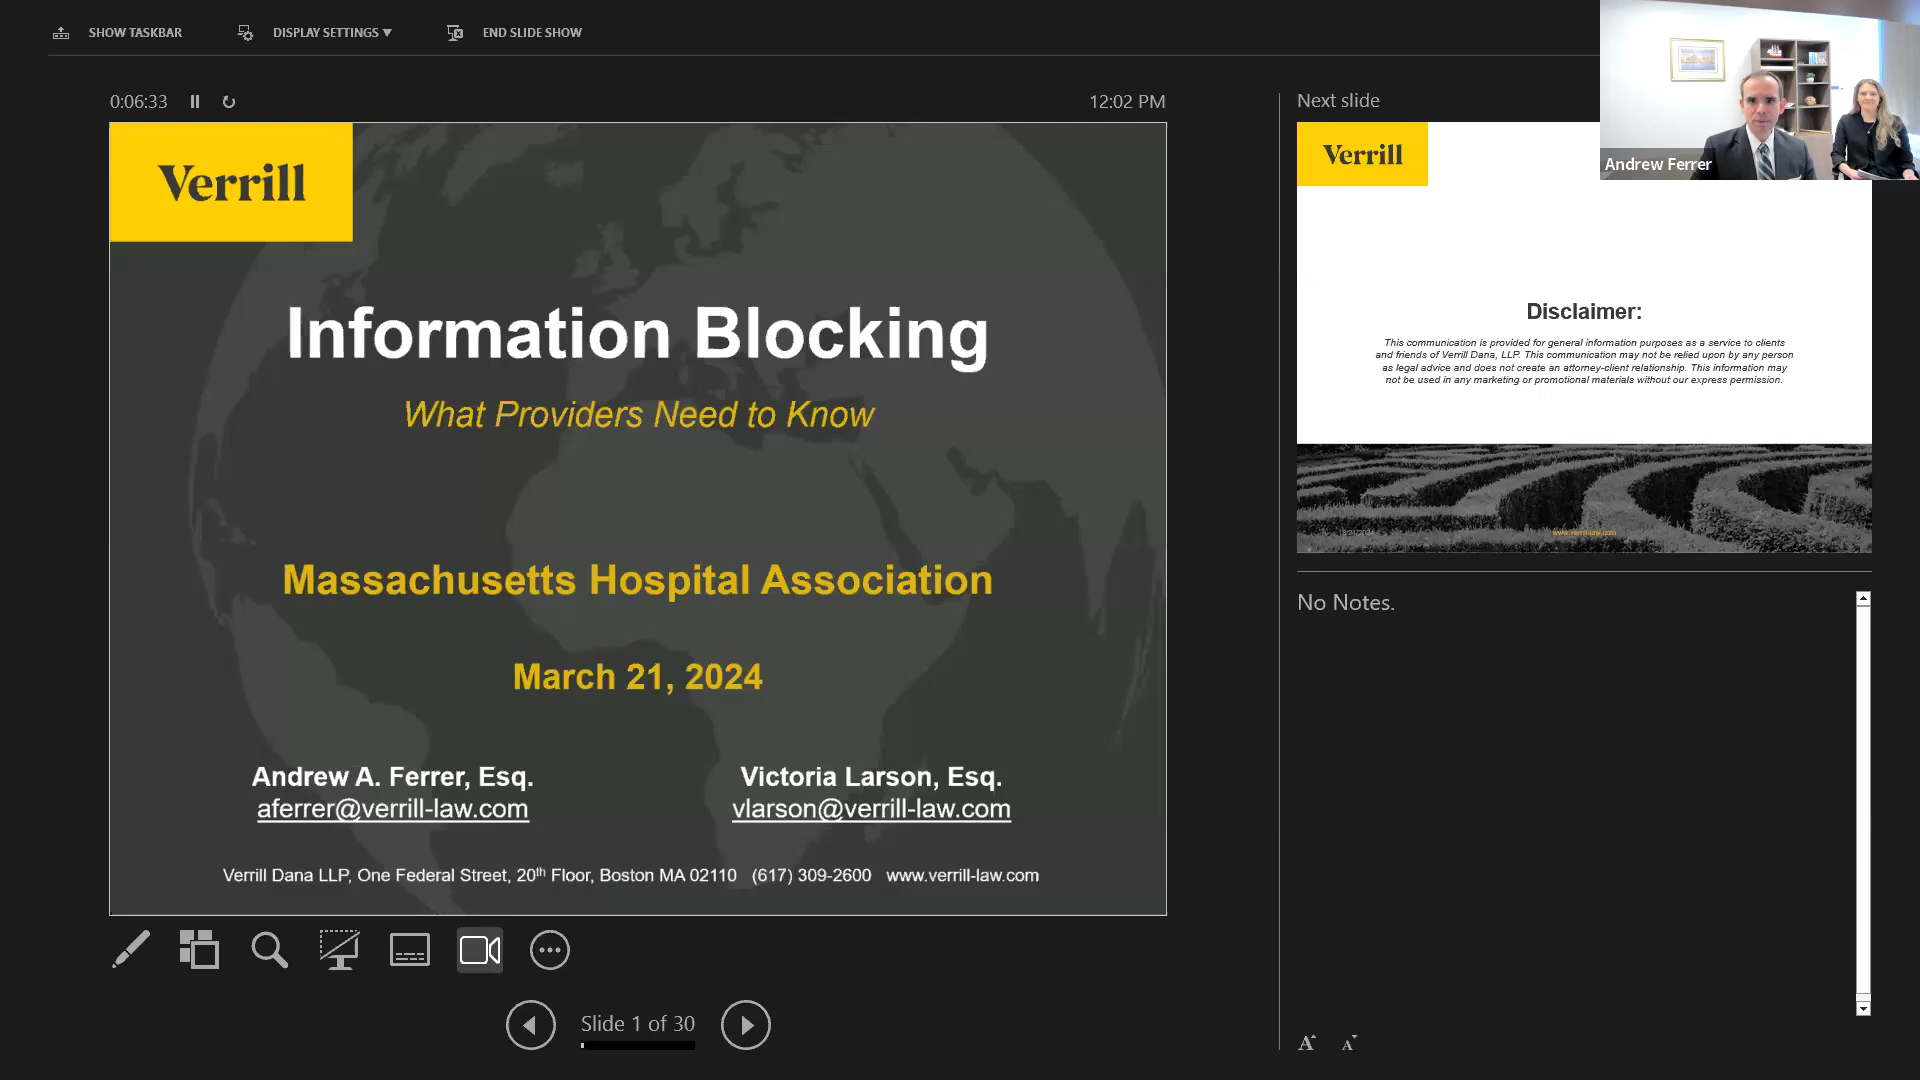 SHOW TASKBAR
DISPLAY SETTINGS ▼
END SLIDE SHOW
0:06:33
12:02 PM
Verrill
Information Blocking
What Providers Need to Know
Massachusetts Hospital Association
March 21, 2024
Andrew A. Ferrer, Esq.
aferrer@verrill-law.com
Victoria Larson, Esq.
vlarson@verrill-law.com
Verrill Dana LLP, One Federal Street, 20th Floor, Boston MA 02110 (617) 309-2600 www.verrill-law.com
Slide 1 of 30
Next slide
Andrew Ferrer
Verrill
Disclaimer:
This communication is provided for general information purposes as a service to clients
and friends of Verrill Dana, LLP. This communication may not be relied upon by any person
as legal advice and does not create an attorney-client relationship. This information may
not be used in any marketing or promotional materials without our express permission.
www.verrill-law.com
No Notes.
A A